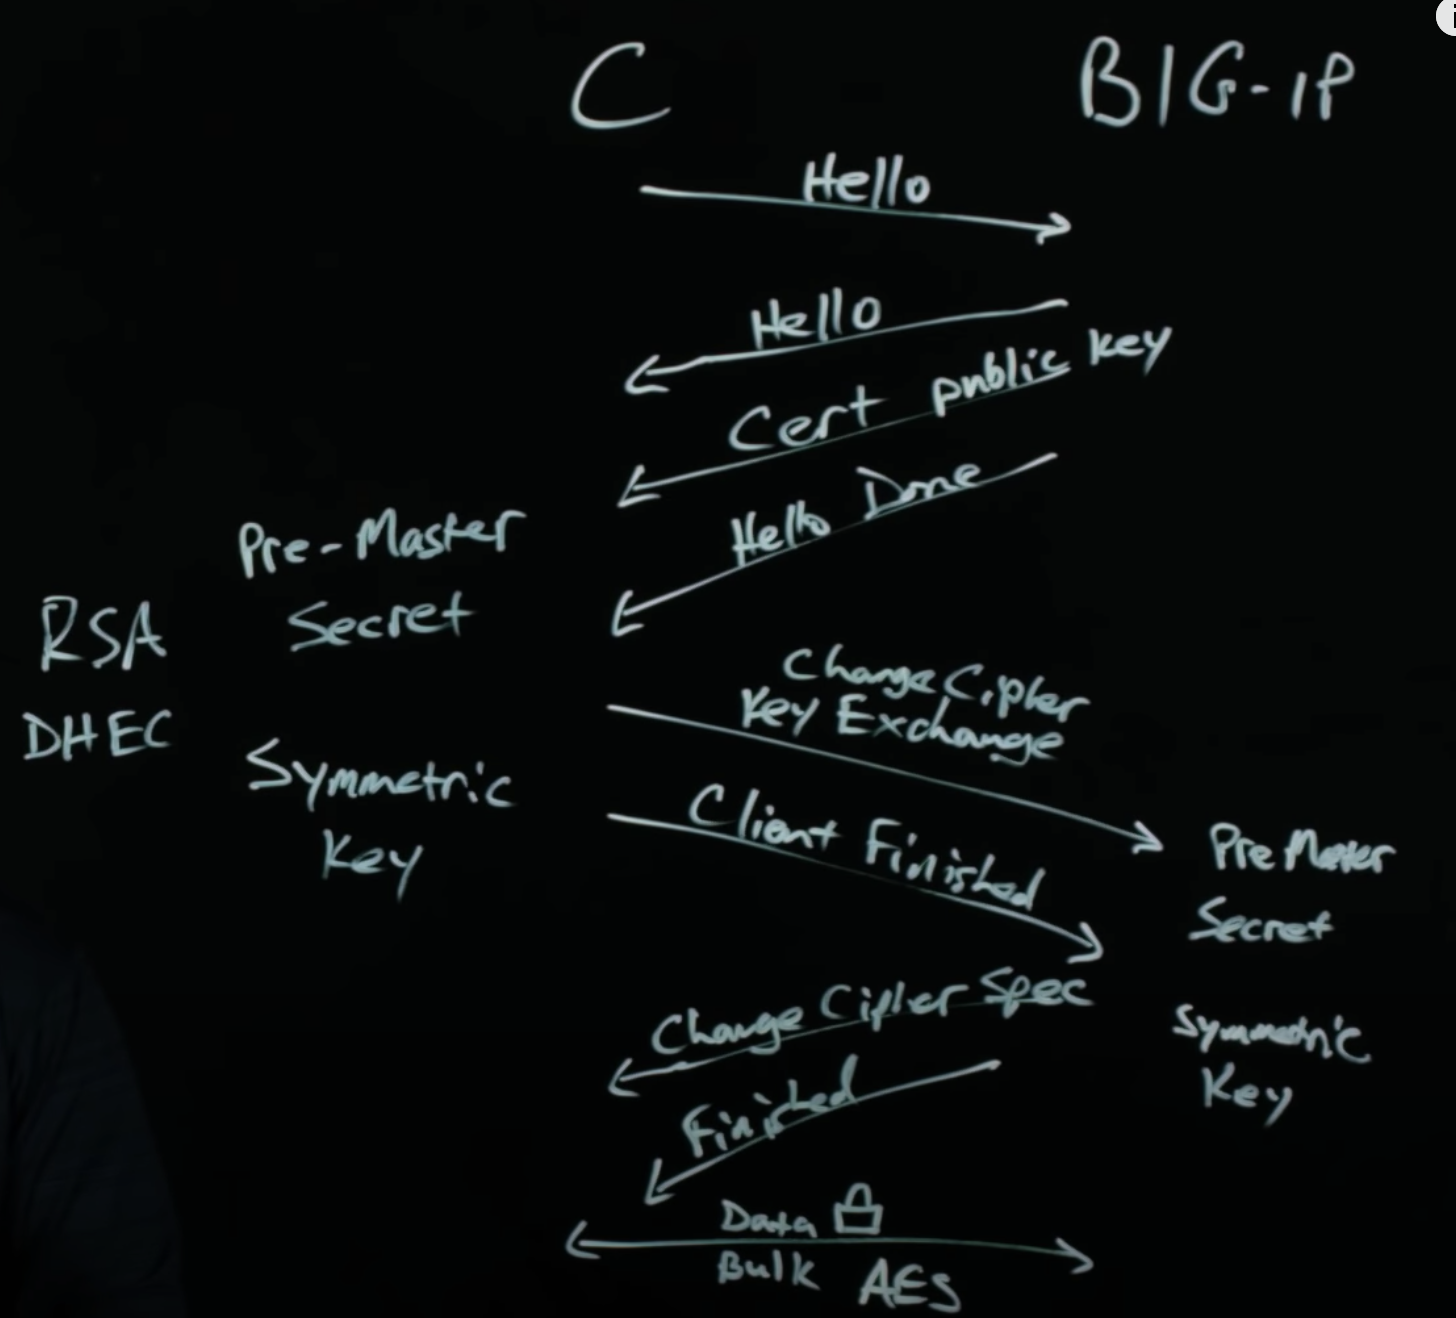 C
BIG-IP
Hello
Hello
Cert public key
Hello Done
Pre-Master
Secret
RSA
DHEC
Symmetric
Key
Change Cipher
Key Exchange
Client Finished
Pre Master
Secret
Symmetric
Key
Change Cipher Spec
Finished
Data
Bulk AES